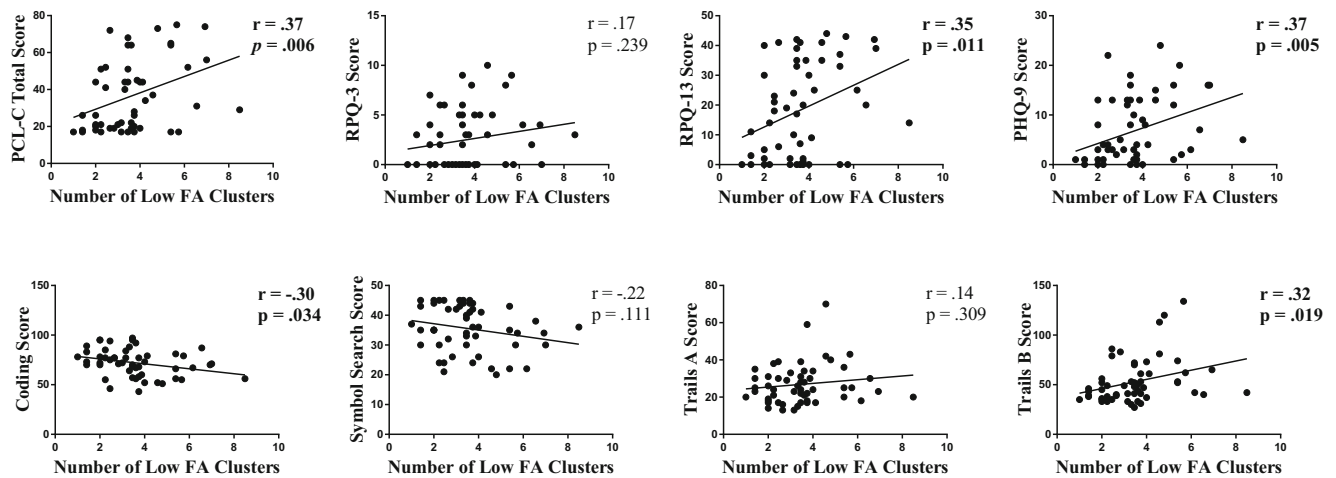 PCL-C Total Score
80
60
40
20
0
0 2 4 6 8 10
Number of Low FA Clusters
r = .37
p = .006
RPQ-3 Score
15
10
5
0
0 2 4 6 8 10
Number of Low FA Clusters
r = .17
p = .239
RPQ-13 Score
50
40
30
20
10
0
0 2 4 6 8 10
Number of Low FA Clusters
r = .35
p = .011
PHQ-9 Score
30
20
10
0
0 2 4 6 8 10
Number of Low FA Clusters
r = .37
p = .005
Coding Score
150
100
50
0
0 2 4 6 8 10
Number of Low FA Clusters
r = -.30
p = .034
Symbol Search Score
50
40
30
20
10
0
0 2 4 6 8 10
Number of Low FA Clusters
r = -.22
p = .111
Trails A Score
80
60
40
20
0
0 2 4 6 8 10
Number of Low FA Clusters
r = .14
p = .309
Trails B Score
150
100
50
0
0 2 4 6 8 10
Number of Low FA Clusters
r = .32
p = .019